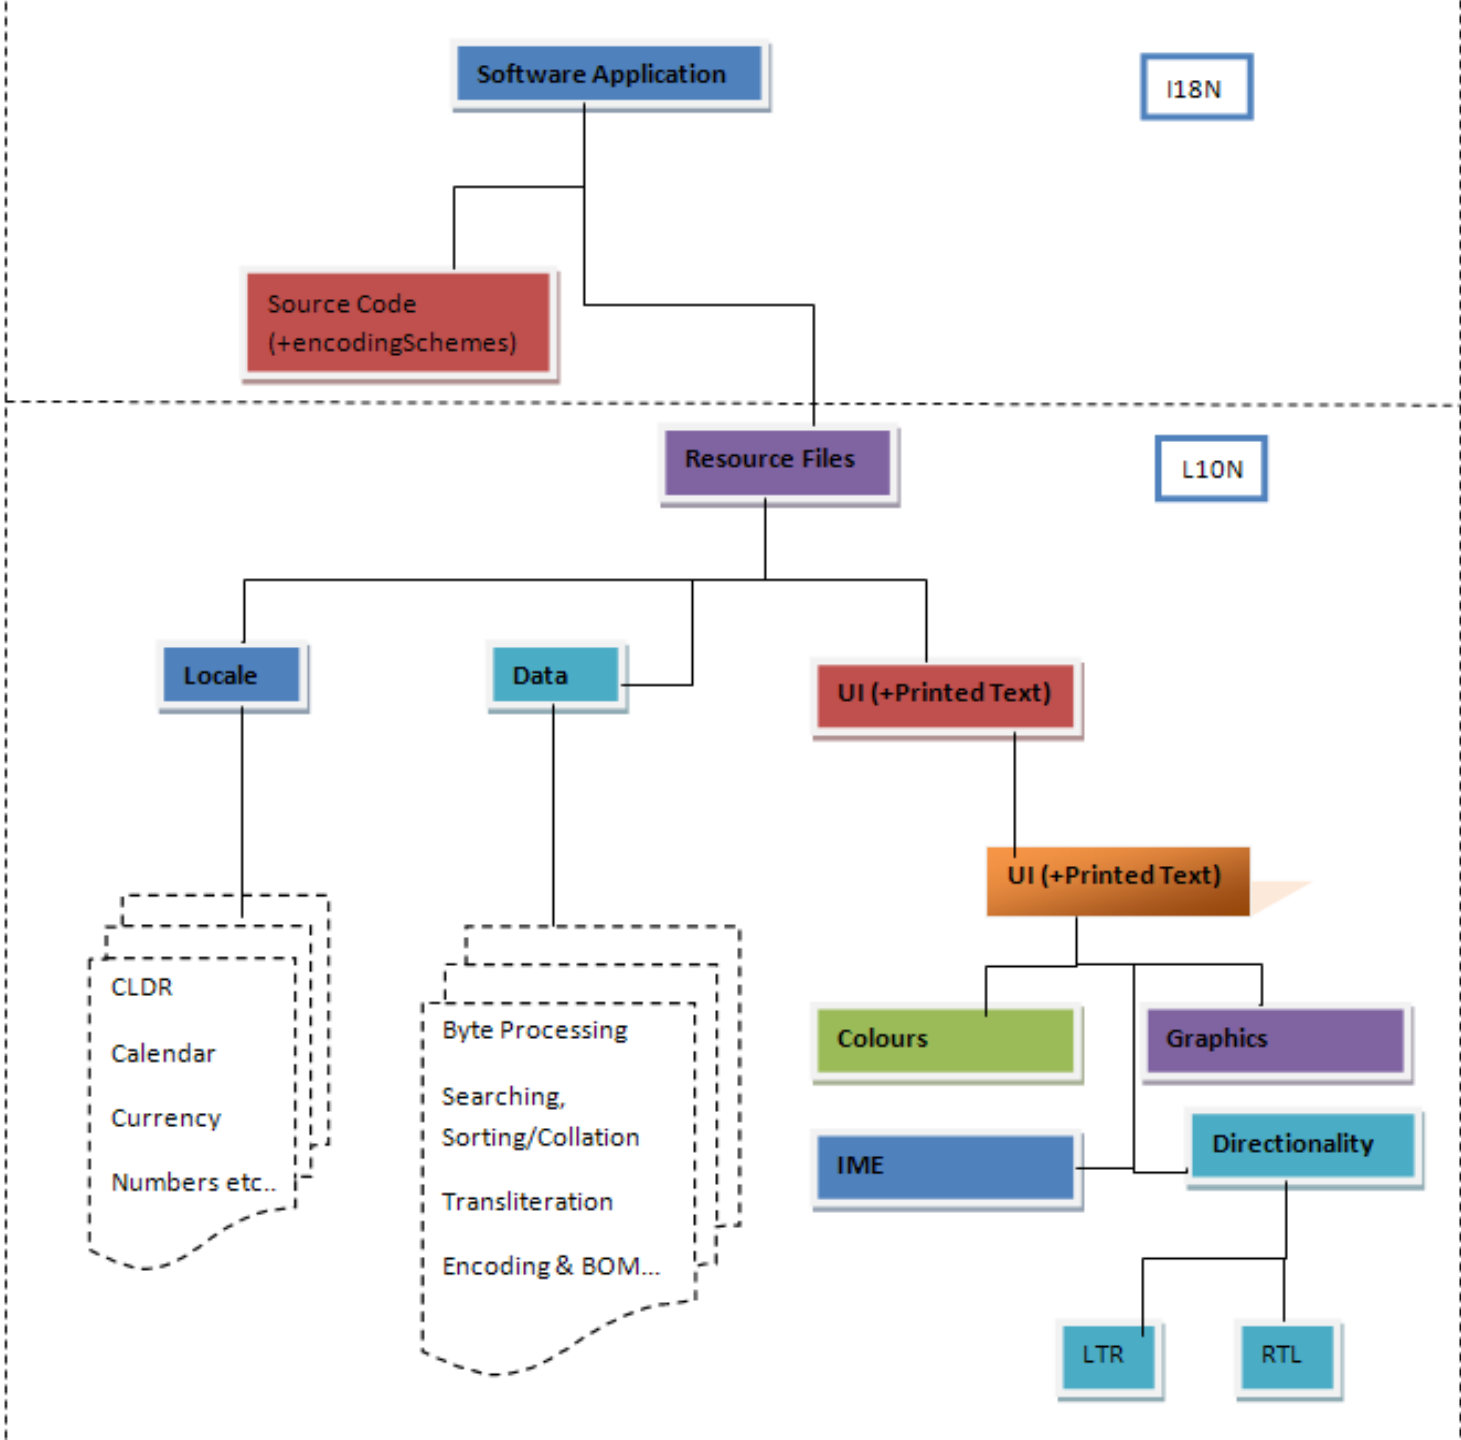 Software Application
I18N
Source Code
(+encodingSchemes)
Resource Files
L10N
Locale
Data
UI (+Printed Text)
UI (+Printed Text)
CLDR
Calendar
Currency
Numbers etc..
Byte Processing
Searching,
Sorting/Collation
Transliteration
Encoding & BOM...
Colours
Graphics
IME
Directionality
LTR
RTL